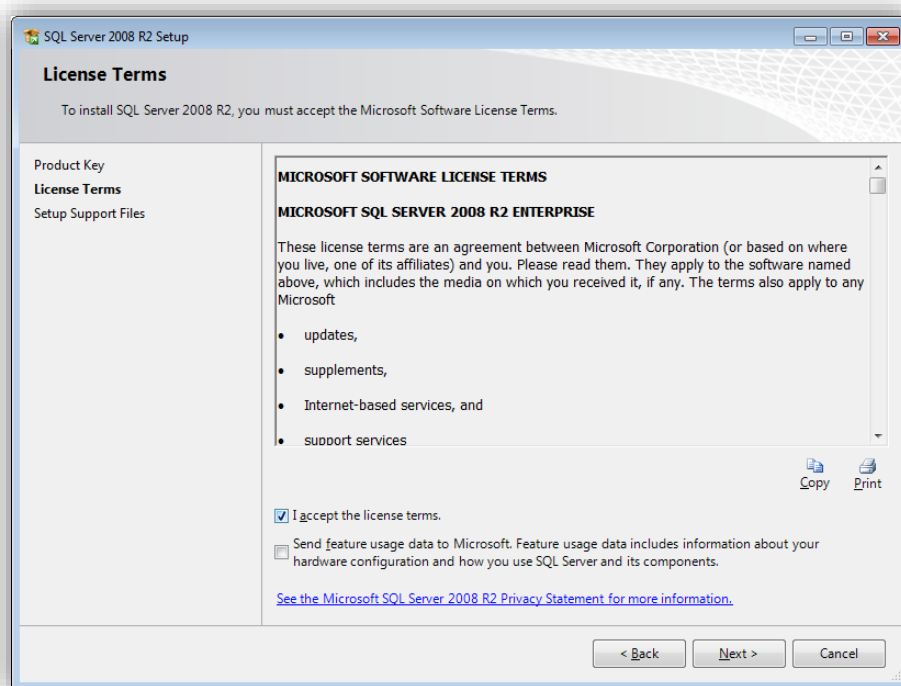 SQL Server 2008 R2 Setup
License Terms
To install SQL Server 2008 R2, you must accept the Microsoft Software License Terms.
Product Key
License Terms
Setup Support Files
MICROSOFT SOFTWARE LICENSE TERMS
MICROSOFT SQL SERVER 2008 R2 ENTERPRISE
These license terms are an agreement between Microsoft Corporation (or based on where
you live, one of its affiliates) and you. Please read them. They apply to the software named
above, which includes the media on which you received it, if any. The terms also apply to any
Microsoft
• updates,
• supplements,
• Internet-based services, and
• support services
Copy Print
I accept the license terms.
Send feature usage data to Microsoft. Feature usage data includes information about your
hardware configuration and how you use SQL Server and its components.
See the Microsoft SQL Server 2008 R2 Privacy Statement for more information.
< Back Next > Cancel